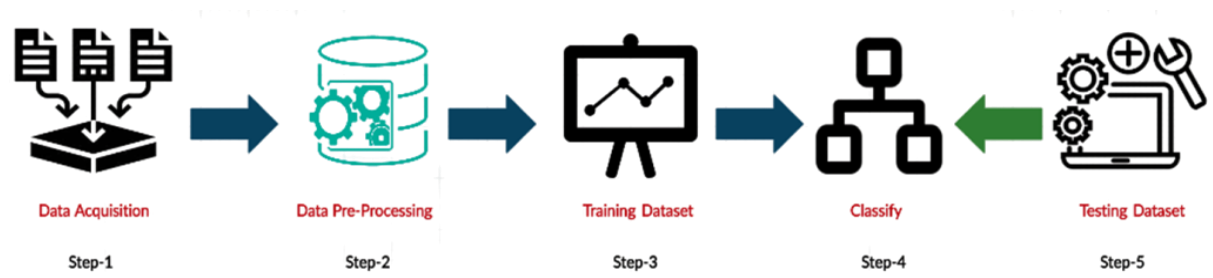 Data Acquisition
Data Pre-Processing
Training Dataset
Classify
Testing Dataset
Step-1
Step-2
Step-3
Step-4
Step-5